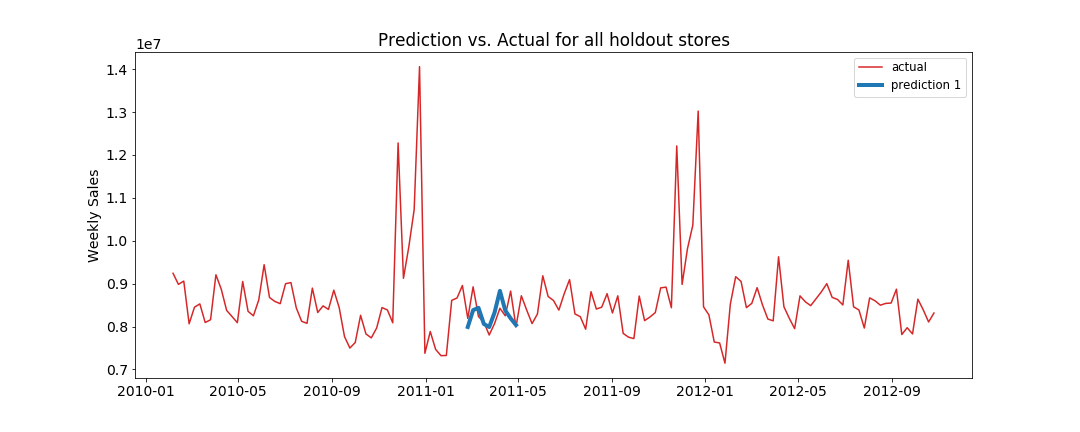 Prediction vs. Actual for all holdout stores
1e7
actual
prediction 1
Weekly Sales
1.4
1.3
1.2
1.1
1.0
0.9
0.8
0.7
2010-01 2010-05 2010-09 2011-01 2011-05 2011-09 2012-01 2012-05 2012-09